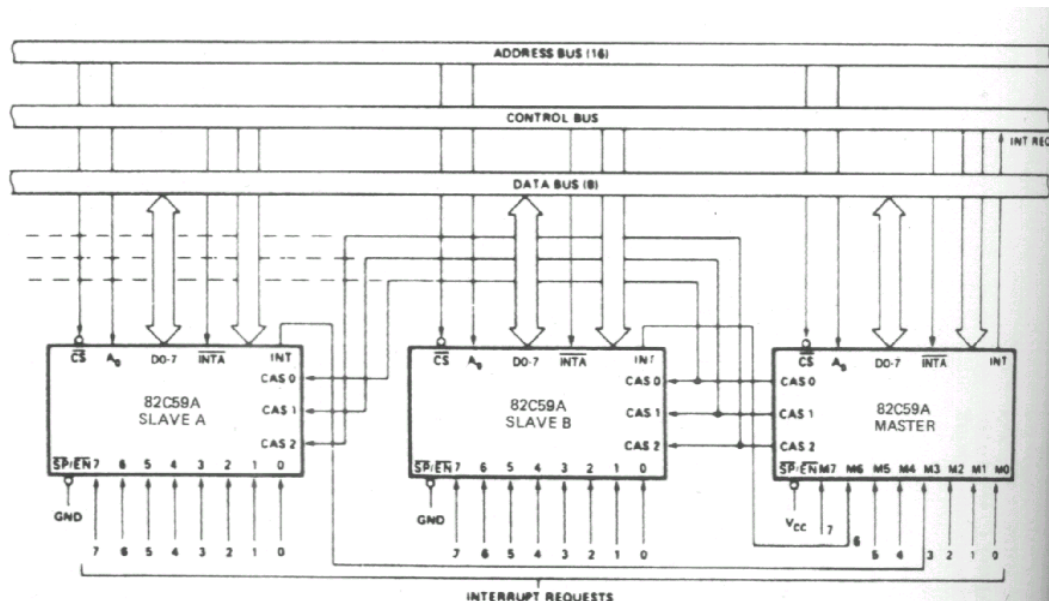 ADDRESS BUS (16)
CONTROL BUS
INT REQ
DATA BUS (8)
CS A0 D0-7 INTA INT
CAS 0
82C59A
SLAVE A
CAS 1
CAS 2
SP/EN 7 6 5 4 3 2 1 0
GND
7 6 5 4 3 2 1 0
CS A0 D0-7 INTA INT
CAS 0
82C59A
SLAVE B
CAS 1
CAS 2
SP/EN 7 6 5 4 3 2 1 0
GND
7 6 5 4 3 2 1 0
CS A0 D0-7 INTA INT
CAS 0
82C59A
MASTER
CAS 1
CAS 2
SP/EN M7 M6 M5 M4 M3 M2 M1 M0
VCC
7 6 5 4 3 2 1 0
INTERRUPT REQUESTS